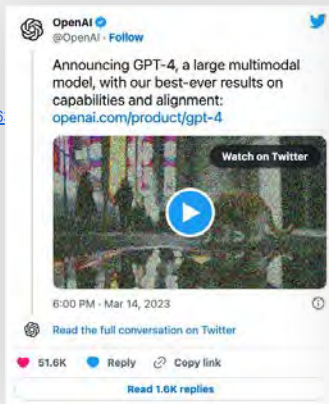 OpenAI
@OpenAI · Follow
Announcing GPT-4, a large multimodal
model, with our best-ever results on
capabilities and alignment:
openai.com/product/gpt-4
Watch on Twitter
6:00 PM · Mar 14, 2023
Read the full conversation on Twitter
51.6K Reply Copy link
Read 1.6K replies